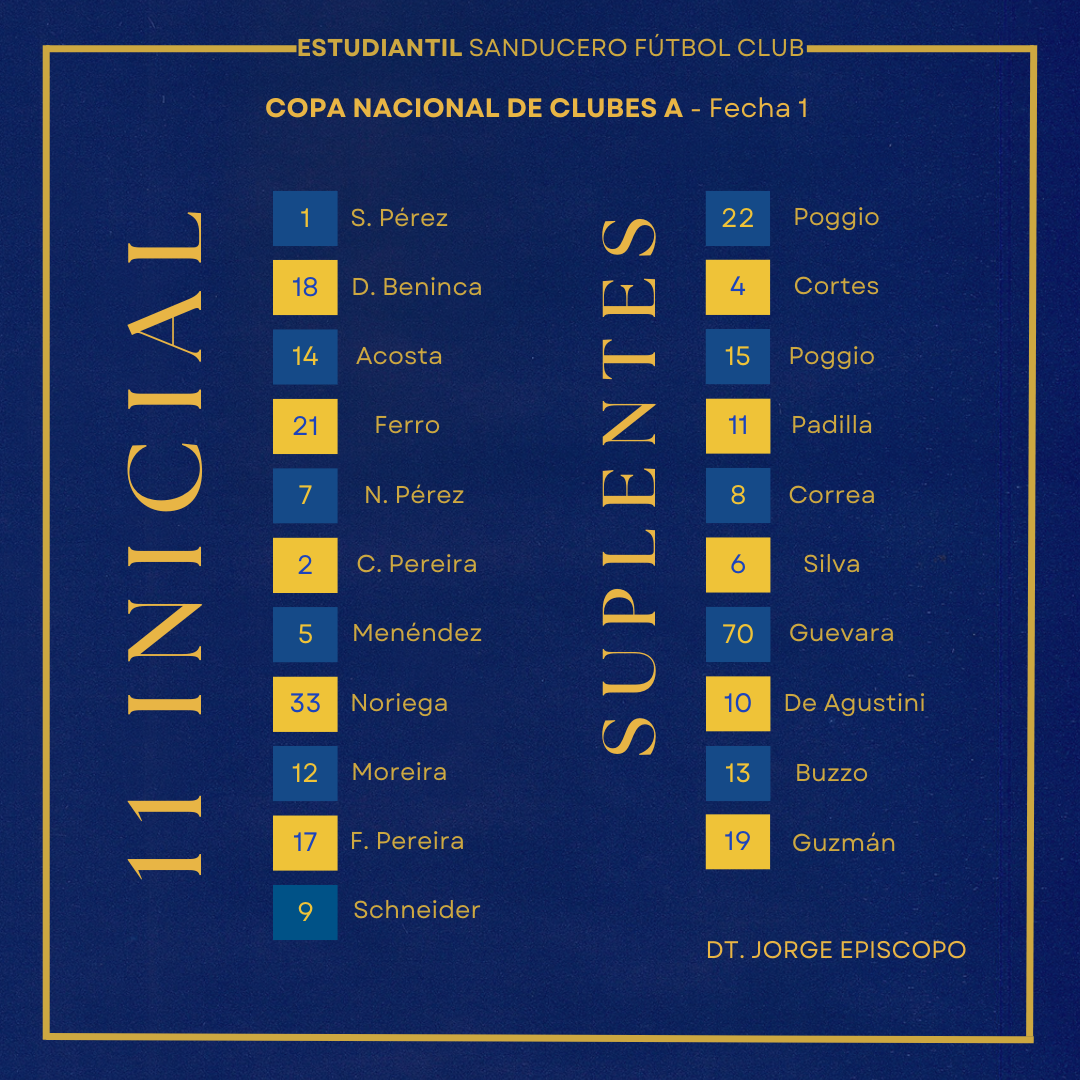 ESTUDIANTIL SANDUCERO FÚTBOL CLUB
COPA NACIONAL DE CLUBES A - Fecha 1
11 INICIAL
1 S. Pérez
18 D. Beninca
14 Acosta
21 Ferro
7 N. Pérez
2 C. Pereira
5 Menéndez
33 Noriega
12 Moreira
17 F. Pereira
9 Schneider
SUPLENTES
22 Poggio
4 Cortes
15 Poggio
11 Padilla
8 Correa
6 Silva
70 Guevara
10 De Agustini
13 Buzzo
19 Guzmán
DT. JORGE EPISCOPO